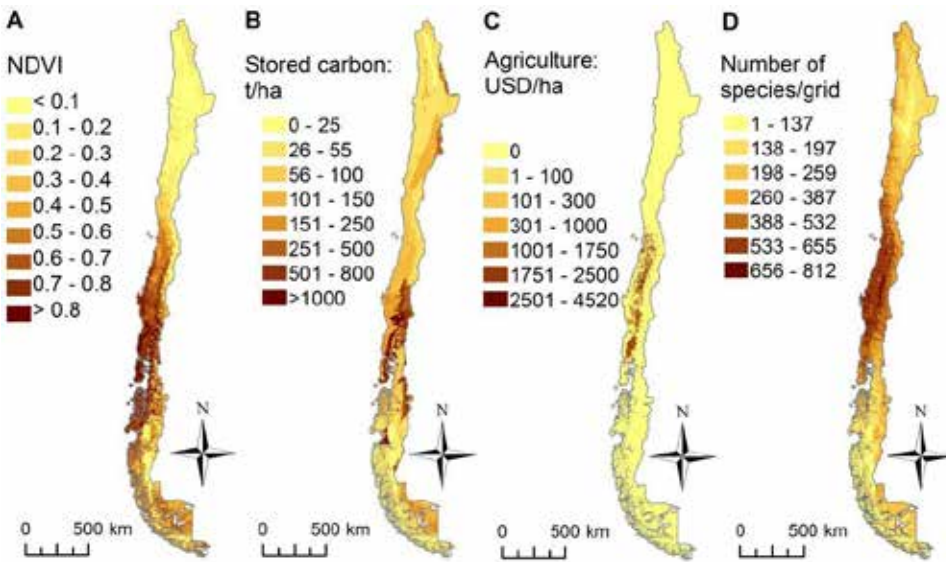 A
NDVI
< 0.1
0.1 - 0.2
0.2 - 0.3
0.3 - 0.4
0.4 - 0.5
0.5 - 0.6
0.6 - 0.7
0.7 - 0.8
> 0.8
N
0 500 km
B
Stored carbon:
t/ha
0 - 25
26 - 55
56 - 100
101 - 150
151 - 250
251 - 500
501 - 800
>1000
N
0 500 km
C
Agriculture:
USD/ha
0
1 - 100
101 - 300
301 - 1000
1001 - 1750
1751 - 2500
2501 - 4520
N
0 500 km
D
Number of
species/grid
1 - 137
138 - 197
198 - 259
260 - 387
388 - 532
533 - 655
656 - 812
N
0 500 km